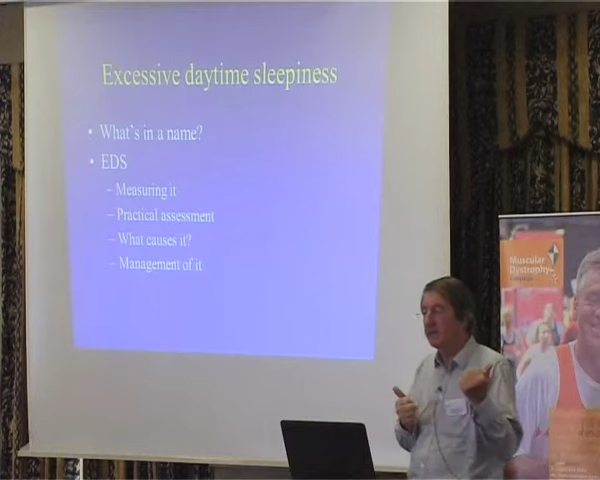 Excessive daytime sleepiness
• What's in a name?
• EDS
– Measuring it
– Practical assessment
– What causes it?
– Management of it
Muscular
Dystrophy